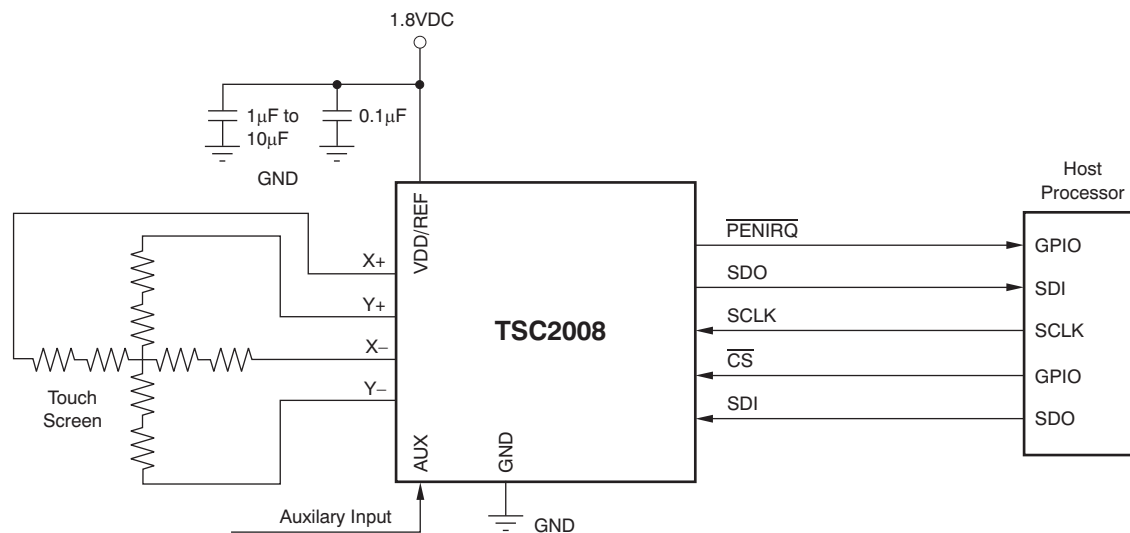 1.8VDC
1μF to
10μF
0.1μF
GND
Host
Processor
VDD/REF
PENIRQ
GPIO
X+
SDO
SDI
Y+
TSC2008
SCLK
SCLK
X−
CS
GPIO
Touch
Screen
Y−
SDI
SDO
AUX
GND
Auxilary Input
GND